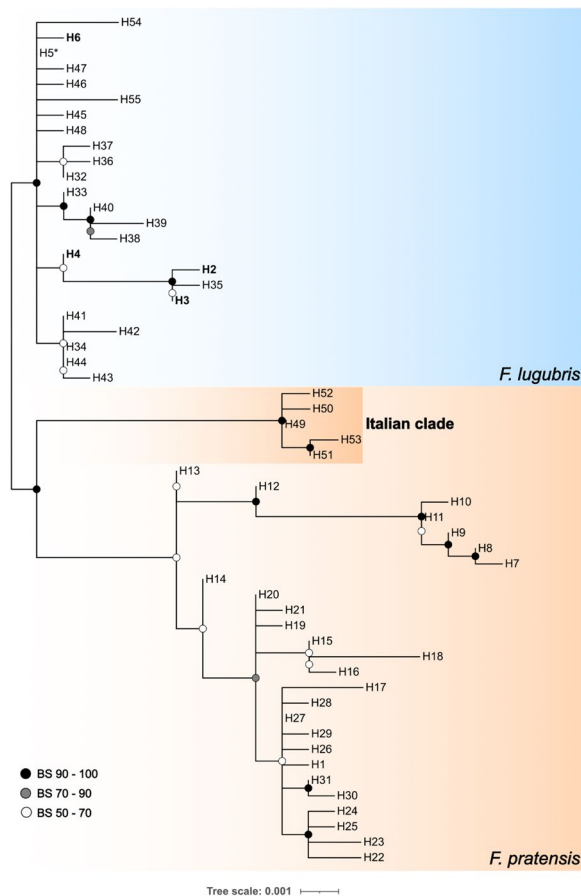 H54
H6
H5*
H47
H46
H55
H45
H48
H37
H36
H32
H33
H40
H39
H38
H4
H2
H35
H3
H41
H42
H34
H44
H43
F. lugubris
H52
H50
H49
Italian clade
H53
H51
H13
H12
H10
H11
H9
H8
H7
H14
H20
H21
H19
H15
H18
H16
H17
H28
H27
H29
H26
H1
H31
H30
H24
H25
H23
H22
BS 90 - 100
BS 70 - 90
BS 50 - 70
F. pratensis
Tree scale: 0.001